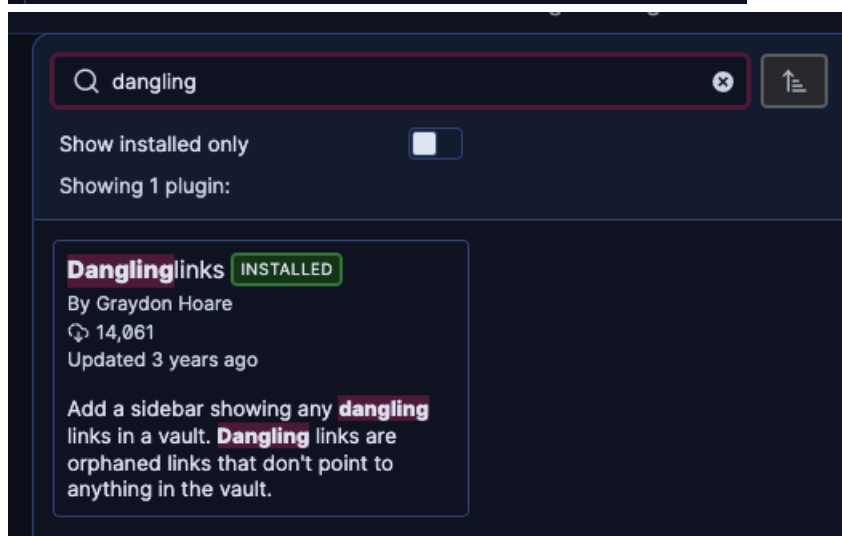 dangling
Show installed only
Showing 1 plugin:
Danglinglinks INSTALLED
By Graydon Hoare
14,061
Updated 3 years ago
Add a sidebar showing any dangling
links in a vault. Dangling links are
orphaned links that don't point to
anything in the vault.